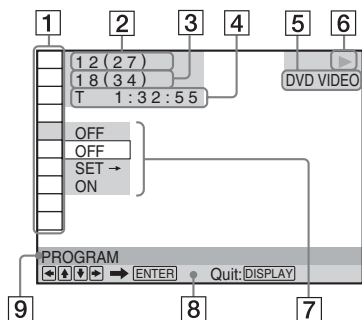 1 2 3 4 5 6
12(27)
18(34)
T 1:32:55
DVD VIDEO
OFF
OFF
SET →
ON
PROGRAM
←↑↓→ ➡ ENTER Quit: DISPLAY
9 8 7